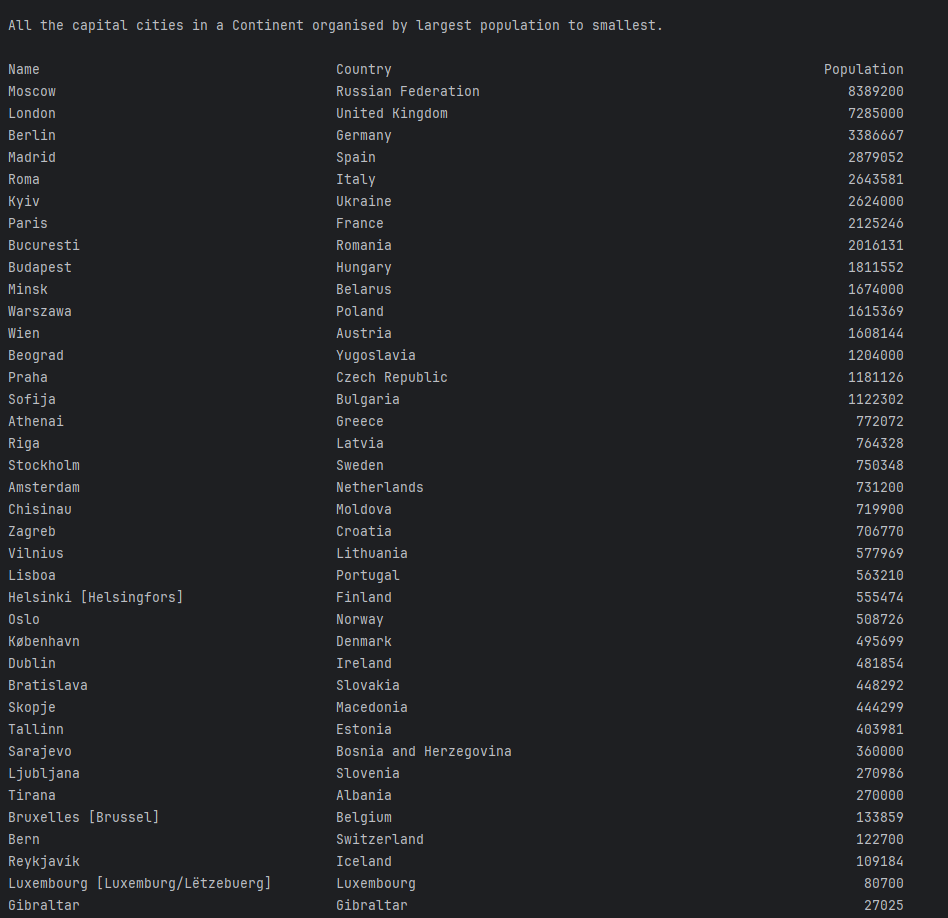 All the capital cities in a Continent organised by largest population to smallest.
Name Country Population
Moscow Russian Federation 8389200
London United Kingdom 7285000
Berlin Germany 3386667
Madrid Spain 2879052
Roma Italy 2643581
Kyiv Ukraine 2624000
Paris France 2125246
Bucuresti Romania 2016131
Budapest Hungary 1811552
Minsk Belarus 1674000
Warszawa Poland 1615369
Wien Austria 1608144
Beograd Yugoslavia 1204000
Praha Czech Republic 1181126
Sofija Bulgaria 1122302
Athenai Greece 772072
Riga Latvia 764328
Stockholm Sweden 750348
Amsterdam Netherlands 731200
Chisinau Moldova 719900
Zagreb Croatia 706770
Vilnius Lithuania 577969
Lisboa Portugal 563210
Helsinki [Helsingfors] Finland 555474
Oslo Norway 508726
København Denmark 495699
Dublin Ireland 481854
Bratislava Slovakia 448292
Skopje Macedonia 444299
Tallinn Estonia 403981
Sarajevo Bosnia and Herzegovina 360000
Ljubljana Slovenia 270986
Tirana Albania 270000
Bruxelles [Brussel] Belgium 133859
Bern Switzerland 122700
Reykjavík Iceland 109184
Luxembourg [Luxemburg/Lëtzebuerg] Luxembourg 80700
Gibraltar Gibraltar 27025